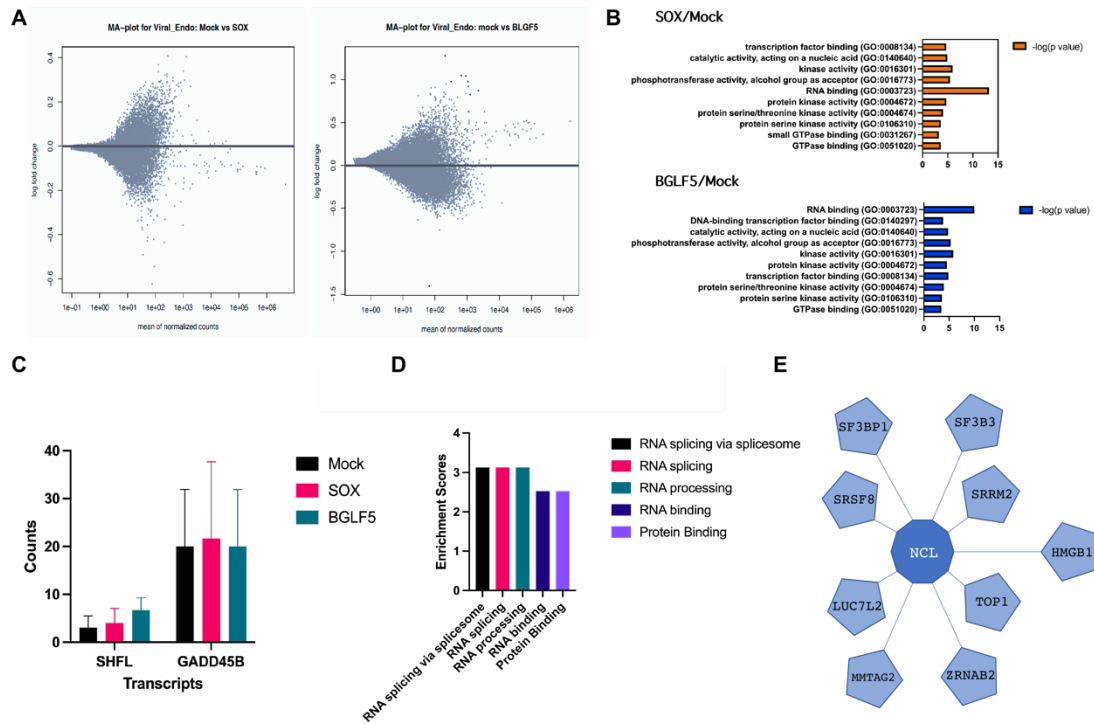 A
MA-plot for Viral_Endo: Mock vs SOX
log fold change
0.4
0.2
0.0
-0.2
-0.4
-0.6
1e-01
1e+00
1e+01
1e+02
1e+03
1e+04
1e+05
1e+06
mean of normalized counts
MA-plot for Viral_Endo: mock vs BLGF5
log fold change
1.0
0.5
0.0
-0.5
-1.0
-1.5
1e+00
1e+01
1e+02
1e+03
1e+04
1e+05
1e+06
mean of normalized counts
B
SOX/Mock
transcription factor binding (GO:0008134)
catalytic activity, acting on a nucleic acid (GO:0140640)
kinase activity (GO:0016301)
phosphotransferase activity, alcohol group as acceptor (GO:0016773)
RNA binding (GO:0003723)
protein kinase activity (GO:0004672)
protein serine/threonine kinase activity (GO:0004674)
protein serine kinase activity (GO:0106310)
small GTPase binding (GO:0031267)
GTPase binding (GO:0051020)
0 5 10 15
-log(p value)
BGLF5/Mock
RNA binding (GO:0003723)
DNA-binding transcription factor binding (GO:0140297)
catalytic activity, acting on a nucleic acid (GO:0140640)
phosphotransferase activity, alcohol group as acceptor (GO:0016773)
kinase activity (GO:0016301)
protein kinase activity (GO:0004672)
transcription factor binding (GO:0008134)
protein serine/threonine kinase activity (GO:0004674)
protein serine kinase activity (GO:0106310)
GTPase binding (GO:0051020)
0 5 10 15
-log(p value)
C
Counts
40
30
20
10
0
SHFL
GADD45B
Transcripts
Mock
SOX
BGLF5
D
Enrichment Scores
4
3
2
1
0
RNA splicing via splicesome
RNA splicing
RNA processing
RNA binding
Protein Binding
RNA splicing via splicesome
RNA splicing
RNA processing
RNA binding
Protein Binding
E
SF3BP1
SF3B3
SRSF8
SRRM2
NCL
HMGB1
LUC7L2
TOP1
MMTAG2
ZRNAB2